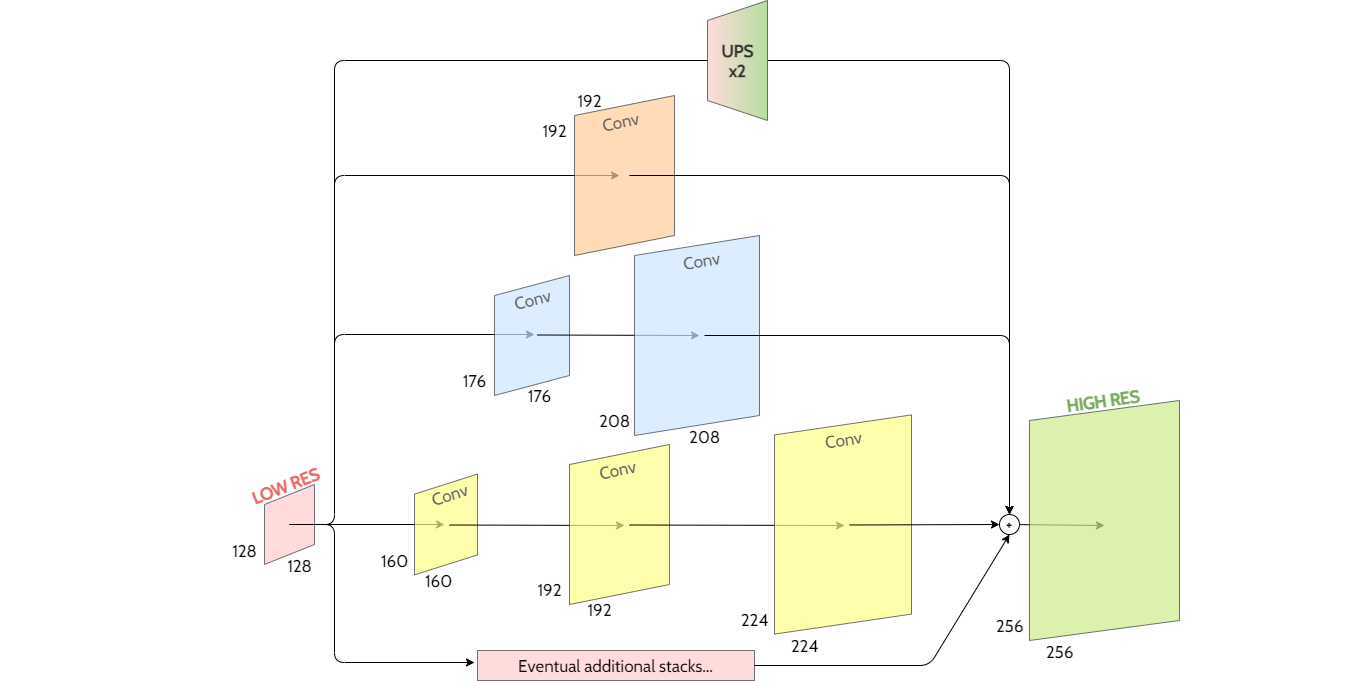 UPS
x2
192
192
Conv
Conv
176
176
Conv
208
208
LOW RES
128
128
Conv
160
160
Conv
192
192
Conv
224
224
HIGH RES
256
256
+
Eventual additional stacks...